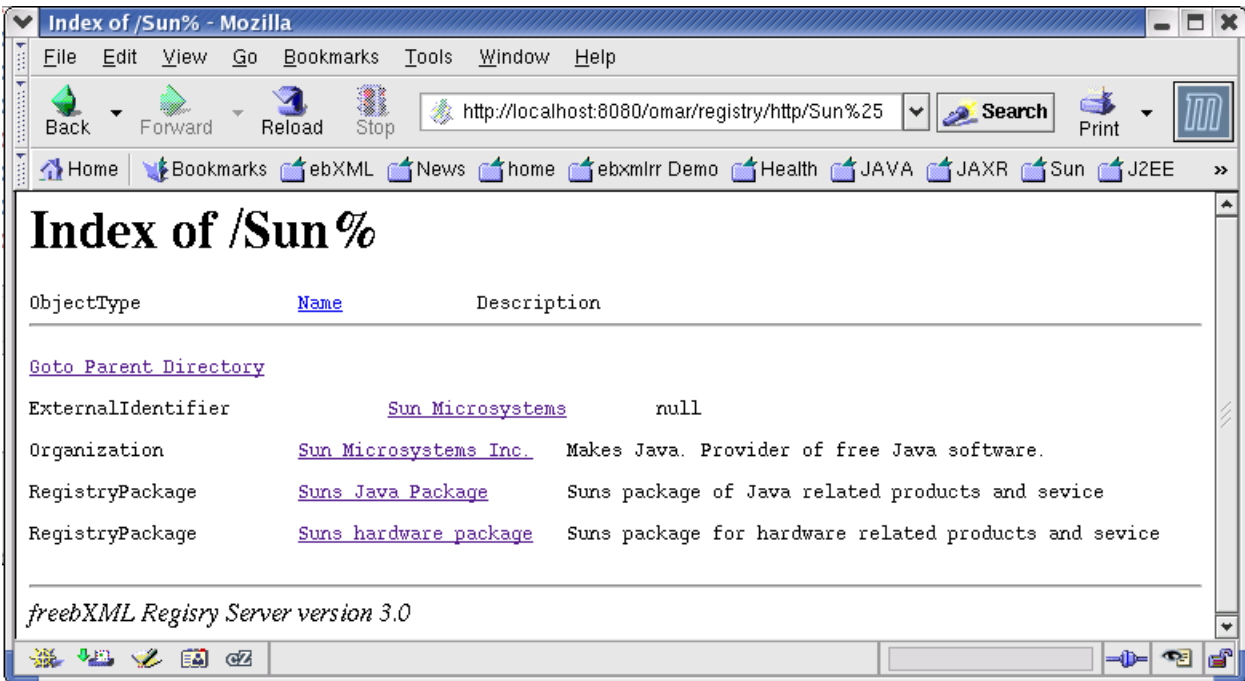 Index of /Sun% - Mozilla
File Edit View Go Bookmarks Tools Window Help
Back Forward Reload Stop http://localhost:8080/omar/registry/http/Sun%25 Search Print
Home Bookmarks ebXML News home ebxmlrr Demo Health JAVA JAXR Sun J2EE »
Index of /Sun%
ObjectType Name Description
Goto Parent Directory
ExternalIdentifier Sun Microsystems null
Organization Sun Microsystems Inc. Makes Java. Provider of free Java software.
RegistryPackage Suns Java Package Suns package of Java related products and sevice
RegistryPackage Suns hardware package Suns package for hardware related products and sevice
freebXML Regisry Server version 3.0